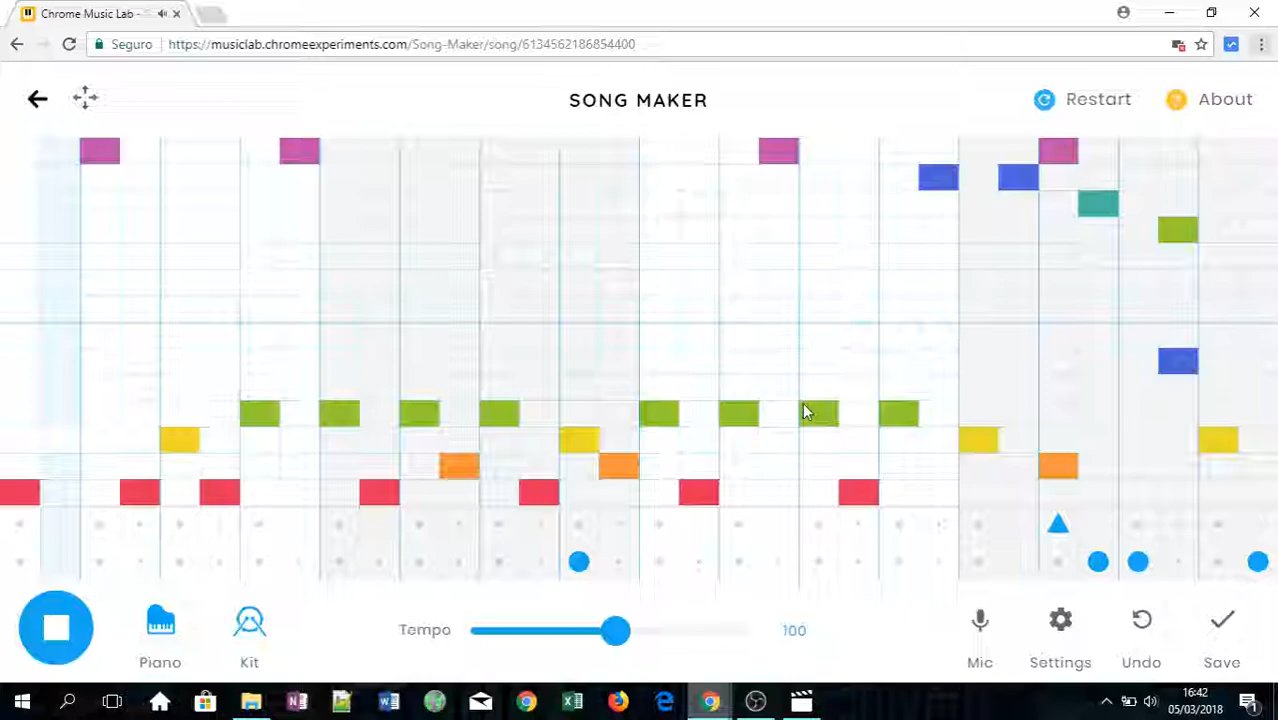 Chrome Music Lab -
Seguro
https://musiclab.chromeexperiments.com/Song-Maker/song/6134562186854400
SONG MAKER
Restart
About
Tempo
100
Piano
Kit
Mic
Settings
Undo
Save
16:42
05/03/2018